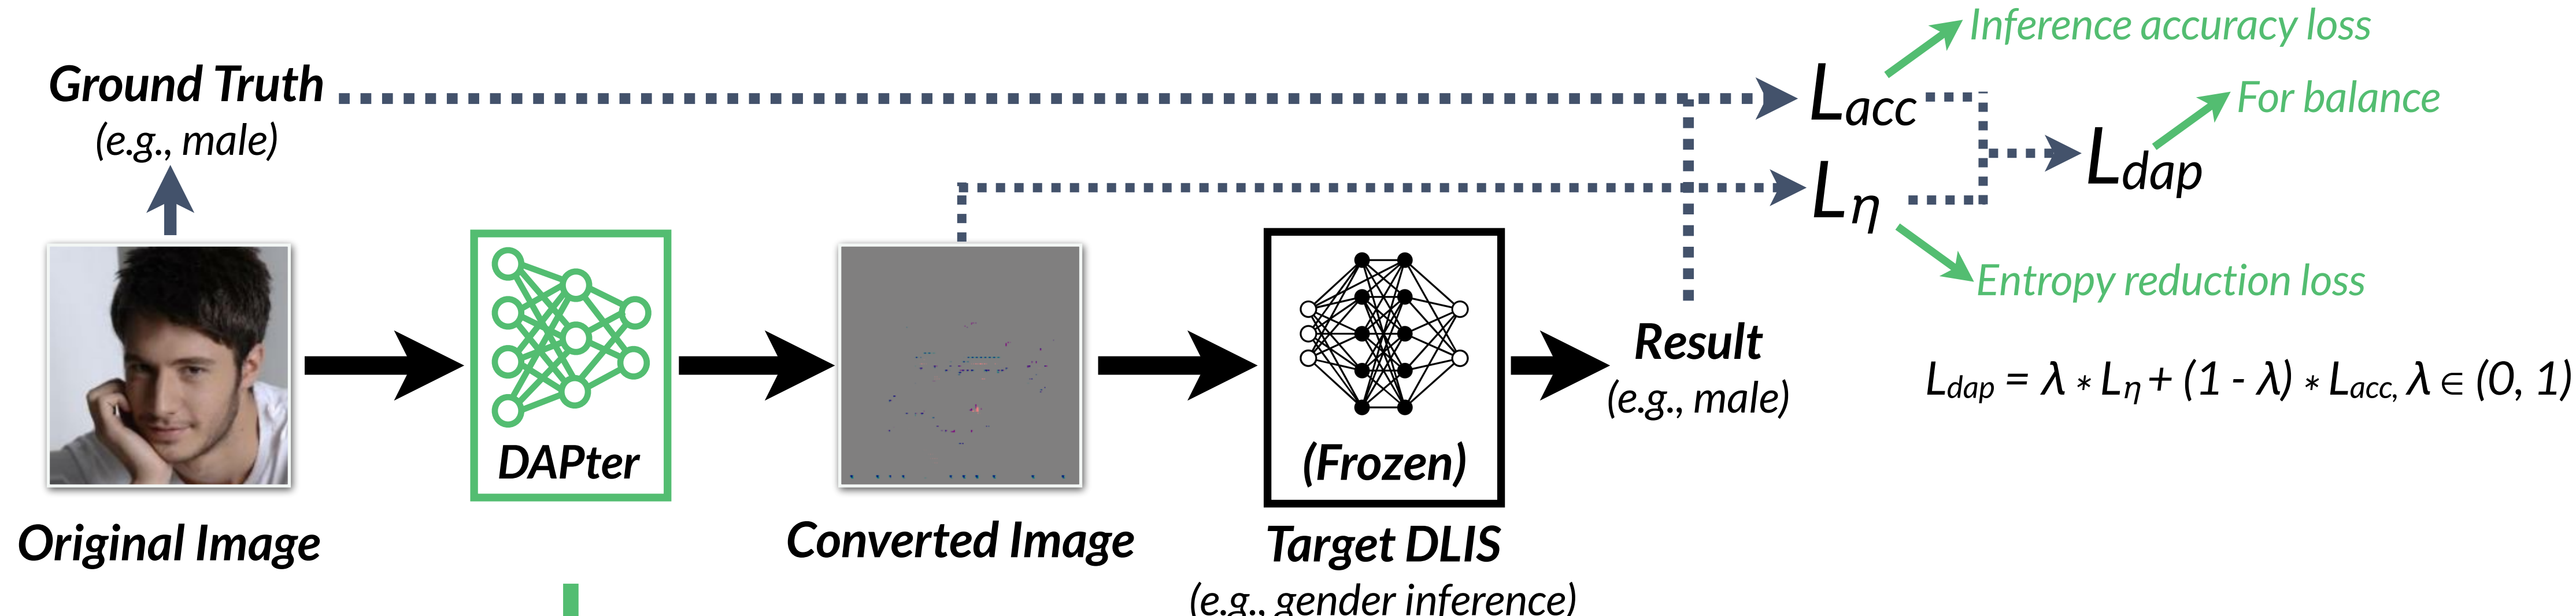 Inference accuracy loss
Ground Truth
(e.g., male)
Lacc
For balance
Ldap
Lη
Entropy reduction loss
Result
(e.g., male)
Ldap = λ * Lη + (1 - λ) * Lacc, λ ∈ (0, 1)
DAPter
(Frozen)
Original Image
Converted Image
Target DLIS
(e.g., gender inference)